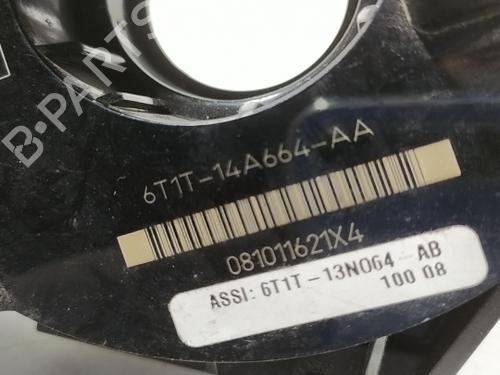 B-PARTS
6T1T-14A664-AA
081011621X4
ASSI: 6T1T-13N064-AB
100 08